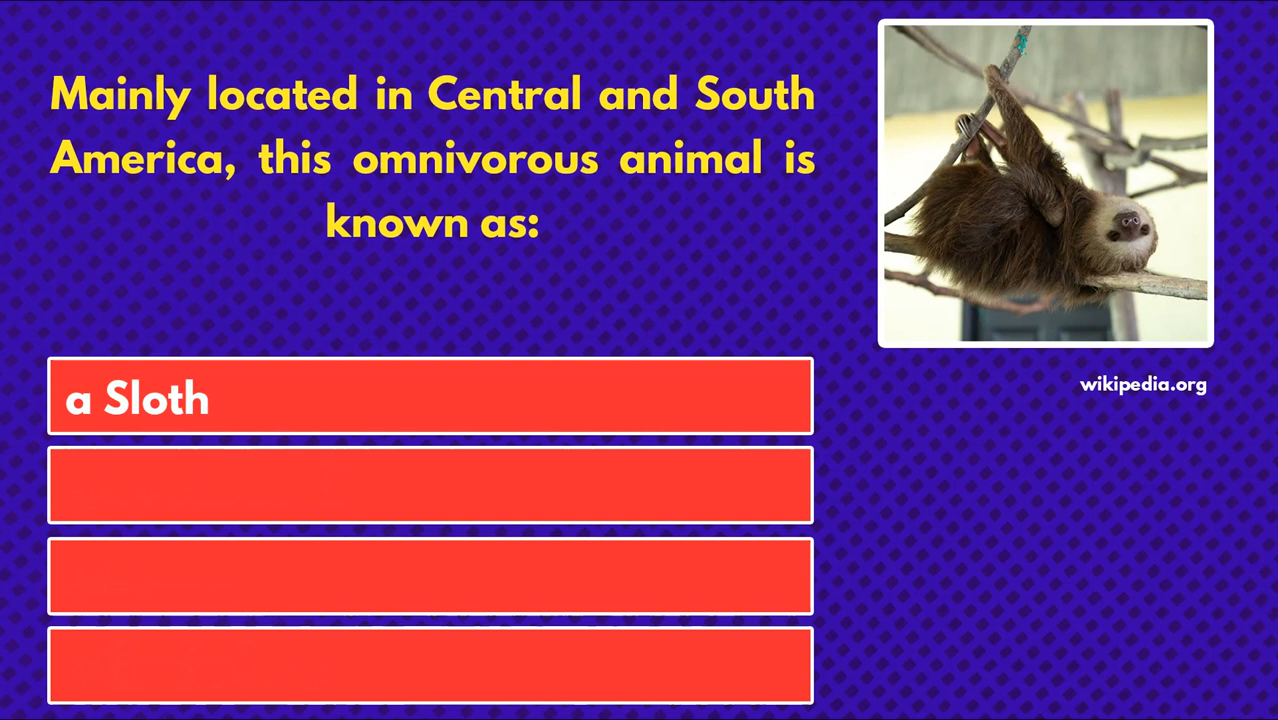 Mainly located in Central and South
America, this omnivorous animal is
known as:
a Sloth
wikipedia.org